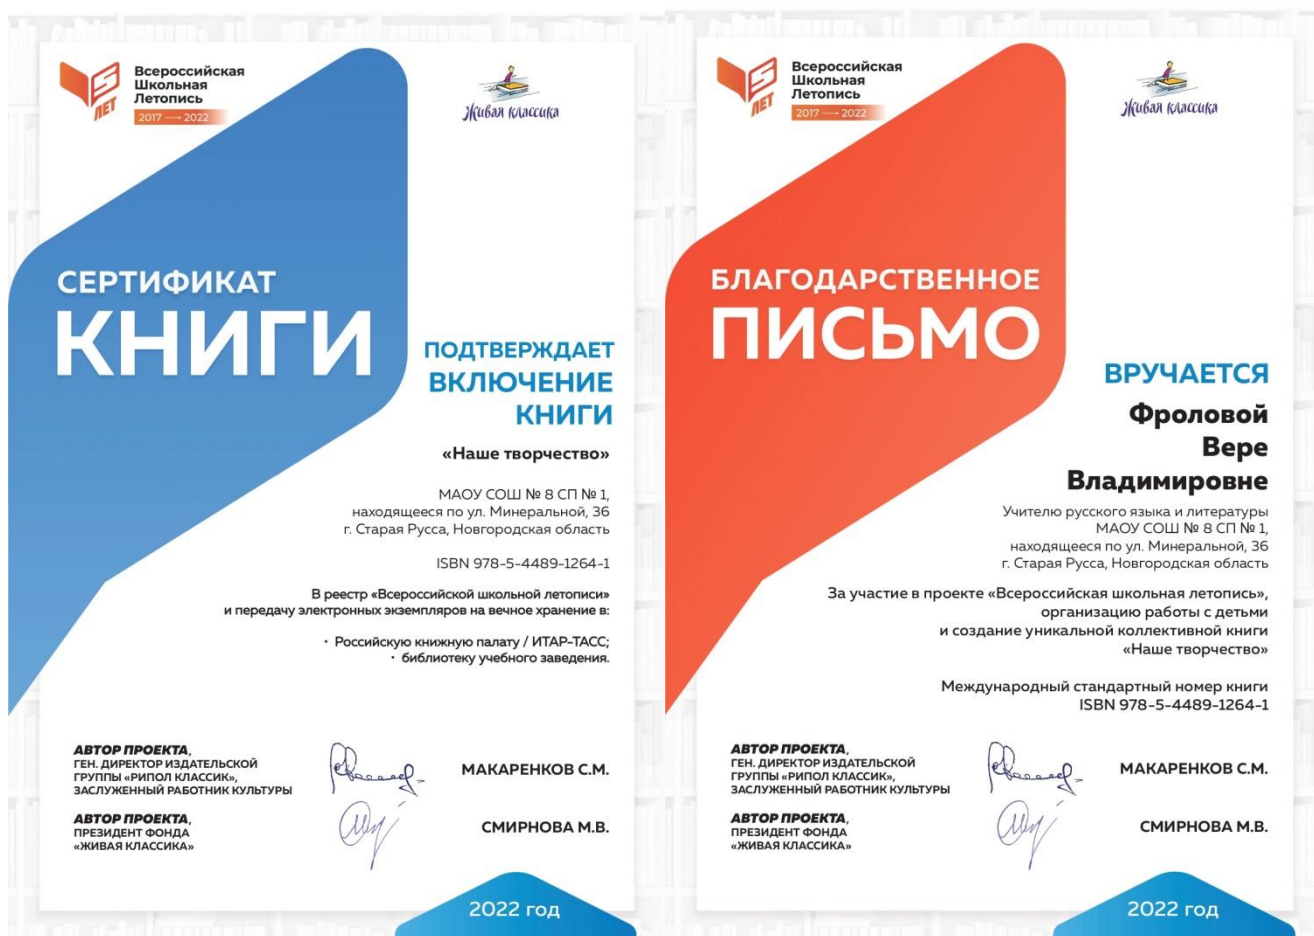 5
ЛЕТ
Всероссийская
Школьная
Летопись
2017 → 2022
Живая классика
СЕРТИФИКАТ
КНИГИ
ПОДТВЕРЖДАЕТ
ВКЛЮЧЕНИЕ
КНИГИ
«Наше творчество»
МАОУ СОШ № 8 СП № 1,
находящееся по ул. Минеральной, 36
г. Старая Русса, Новгородская область
ISBN 978-5-4489-1264-1
В реестр «Всероссийской школьной летописи»
и передачу электронных экземпляров на вечное хранение в:
· Российскую книжную палату / ИТАР-ТАСС;
· библиотеку учебного заведения.
АВТОР ПРОЕКТА,
ГЕН. ДИРЕКТОР ИЗДАТЕЛЬСКОЙ
ГРУППЫ «РИПОЛ КЛАССИК»,
ЗАСЛУЖЕННЫЙ РАБОТНИК КУЛЬТУРЫ
МАКАРЕНКОВ С.М.
АВТОР ПРОЕКТА,
ПРЕЗИДЕНТ ФОНДА
«ЖИВАЯ КЛАССИКА»
СМИРНОВА М.В.
2022 год
5
ЛЕТ
Всероссийская
Школьная
Летопись
2017 → 2022
Живая классика
БЛАГОДАРСТВЕННОЕ
ПИСЬМО
ВРУЧАЕТСЯ
Фроловой
Вере
Владимировне
Учителю русского языка и литературы
МАОУ СОШ № 8 СП № 1,
находящееся по ул. Минеральной, 36
г. Старая Русса, Новгородская область
За участие в проекте «Всероссийская школьная летопись»,
организацию работы с детьми
и создание уникальной коллективной книги
«Наше творчество»
Международный стандартный номер книги
ISBN 978-5-4489-1264-1
АВТОР ПРОЕКТА,
ГЕН. ДИРЕКТОР ИЗДАТЕЛЬСКОЙ
ГРУППЫ «РИПОЛ КЛАССИК»,
ЗАСЛУЖЕННЫЙ РАБОТНИК КУЛЬТУРЫ
МАКАРЕНКОВ С.М.
АВТОР ПРОЕКТА,
ПРЕЗИДЕНТ ФОНДА
«ЖИВАЯ КЛАССИКА»
СМИРНОВА М.В.
2022 год